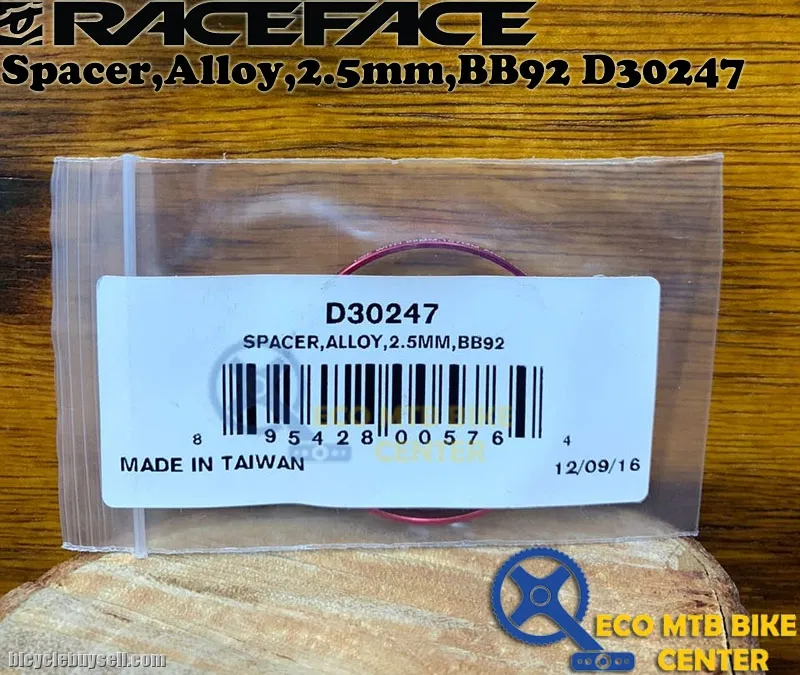 RACEFACE
Spacer,Alloy,2.5mm,BB92 D30247
D30247
SPACER,ALLOY,2.5MM,BB92
8 95428 00576 4
MADE IN TAIWAN
12/09/16
ECO MTB BIKE
CENTER
ECO MTB BIKE
CENTER
bicyclebuysell.com